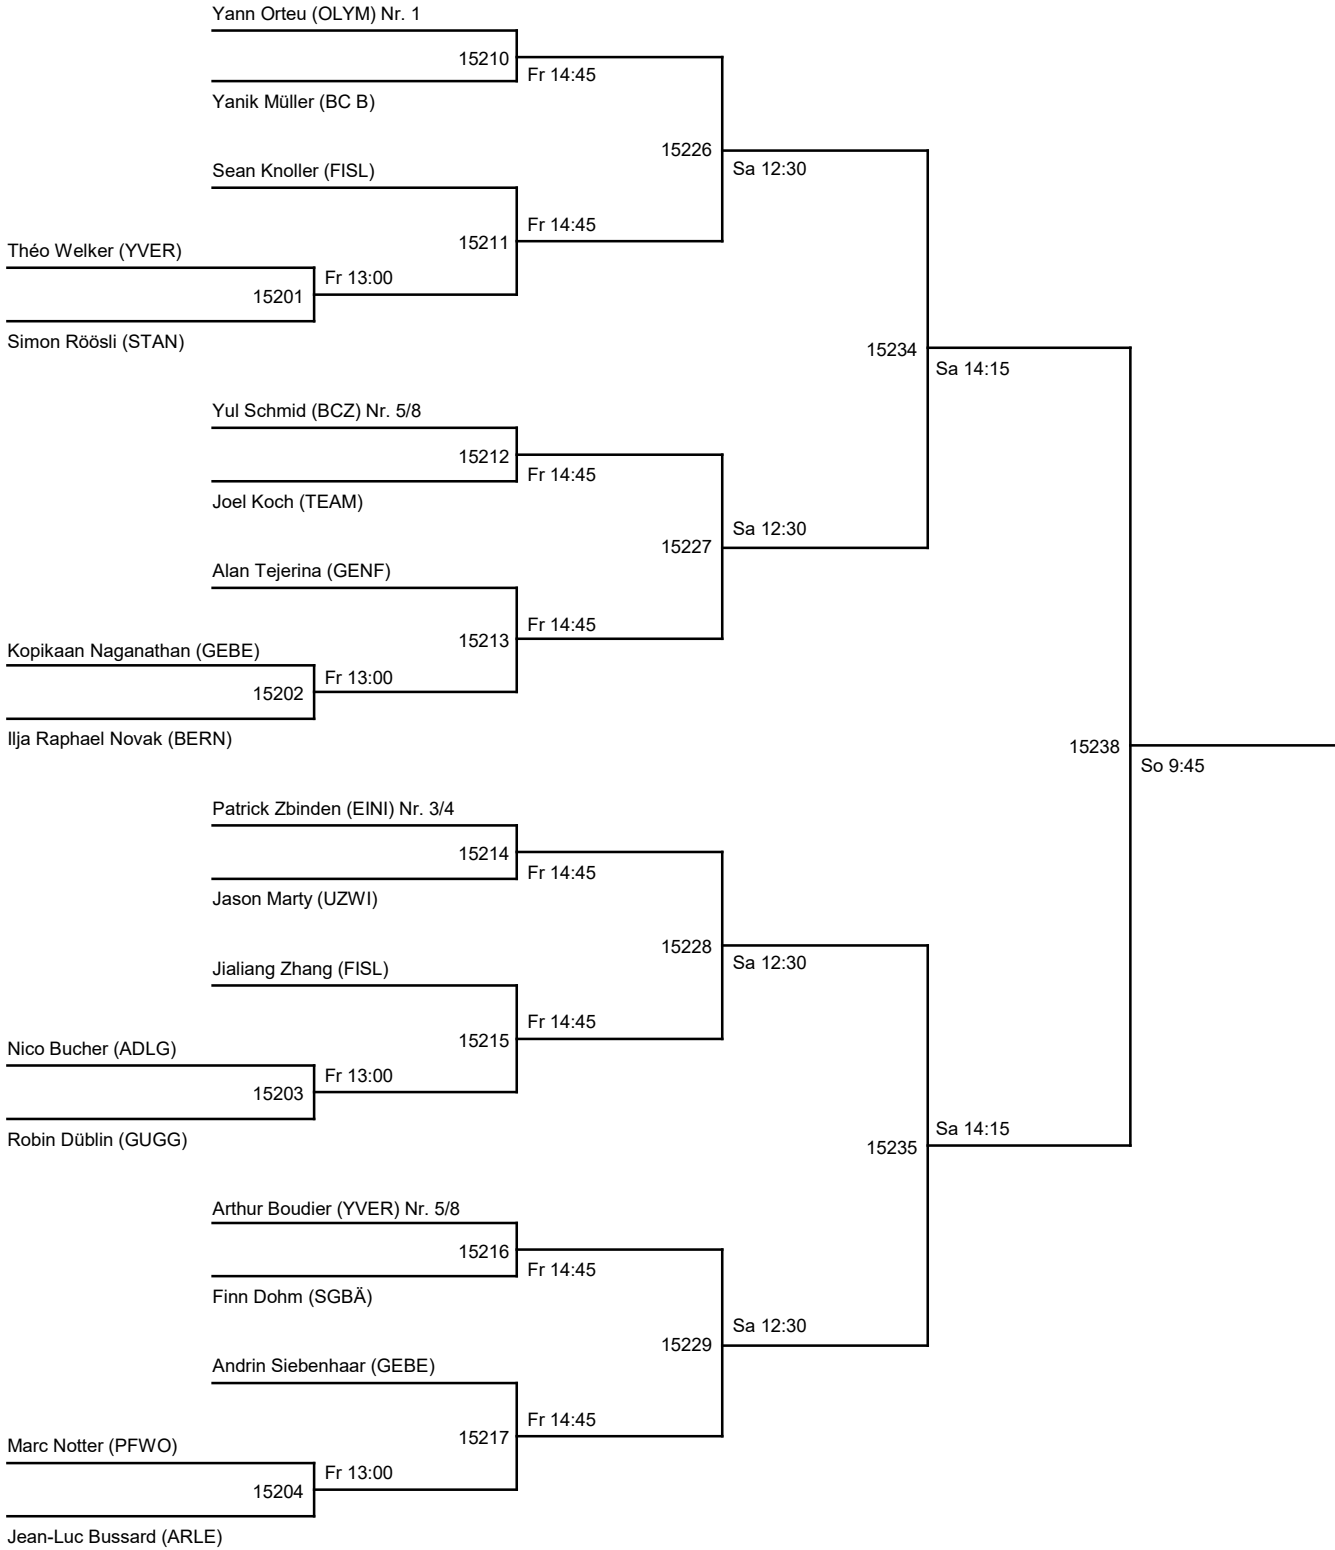 Yann Orteu (OLYM) Nr. 1
15210
Fr 14:45
Yanik Müller (BC B)
15226
Sa 12:30
Sean Knoller (FISL)
15211
Fr 14:45
Théo Welker (YVER)
15201
Fr 13:00
Simon Röösli (STAN)
15234
Sa 14:15
Yul Schmid (BCZ) Nr. 5/8
15212
Fr 14:45
Joel Koch (TEAM)
15227
Sa 12:30
Alan Tejerina (GENF)
15213
Fr 14:45
Kopikaan Naganathan (GEBE)
15202
Fr 13:00
Ilja Raphael Novak (BERN)
15238
So 9:45
Patrick Zbinden (EINI) Nr. 3/4
15214
Fr 14:45
Jason Marty (UZWI)
15228
Sa 12:30
Jialiang Zhang (FISL)
15215
Fr 14:45
Nico Bucher (ADLG)
15203
Fr 13:00
Robin Düblin (GUGG)
15235
Sa 14:15
Arthur Boudier (YVER) Nr. 5/8
15216
Fr 14:45
Finn Dohm (SGBÄ)
15229
Sa 12:30
Andrin Siebenhaar (GEBE)
15217
Fr 14:45
Marc Notter (PFWO)
15204
Fr 13:00
Jean-Luc Bussard (ARLE)